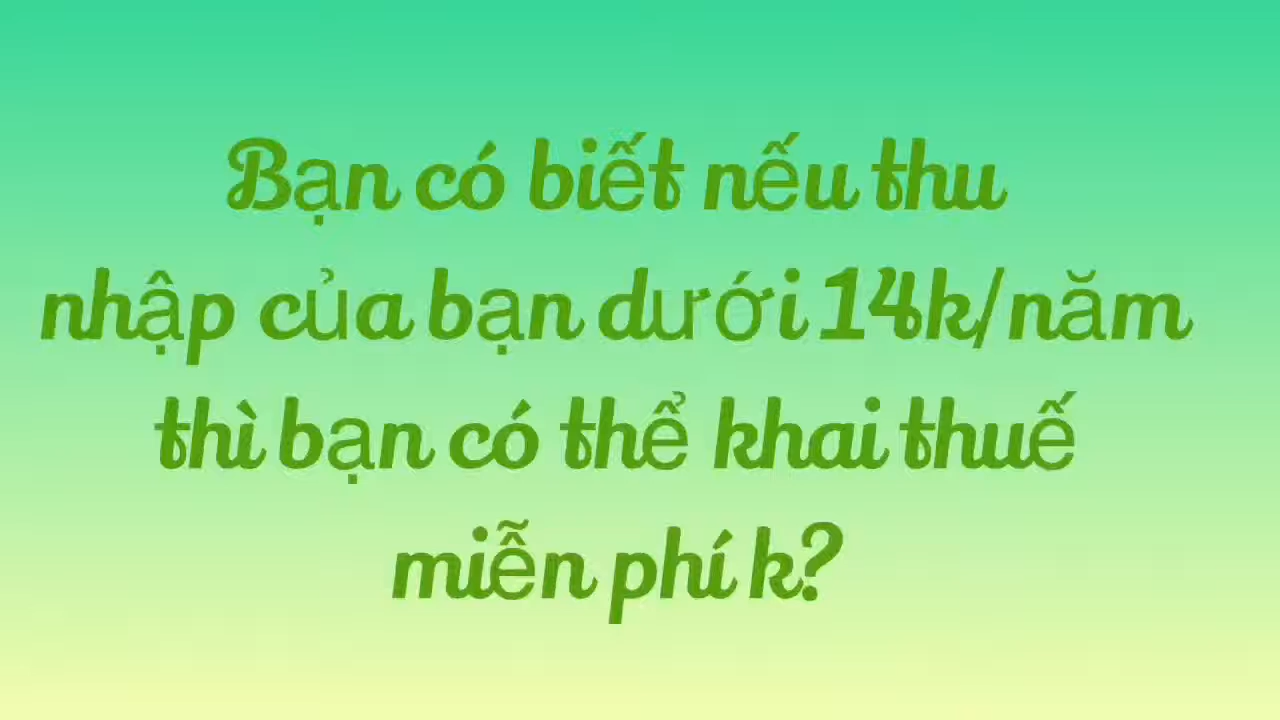 Bạn có biết nếu thu
nhập của bạn dưới 14k/năm
thì bạn có thể khai thuế
miễn phí k?